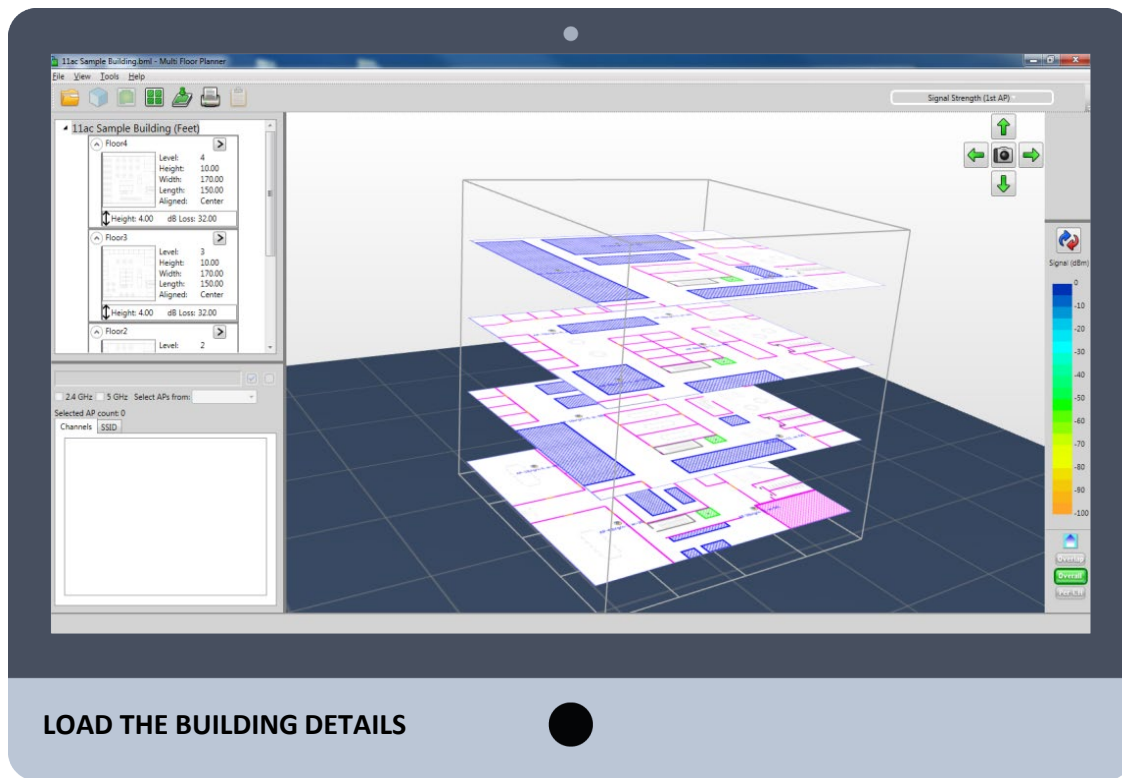 11ac Sample Building.bml - Multi Floor Planner
File View Tools Help
Signal Strength (1st AP)
11ac Sample Building (Feet)
Floor4
Level: 4
Height: 10.00
Width: 170.00
Length: 150.00
Aligned: Center
Height: 4.00 dB Loss: 32.00
Floor3
Level: 3
Height: 10.00
Width: 170.00
Length: 150.00
Aligned: Center
Height: 4.00 dB Loss: 32.00
Floor2
Level: 2
2.4 GHz 5 GHz Select APs from:
Selected AP count: 0
Channels SSID
Signal (dBm)
0
-10
-20
-30
-40
-50
-60
-70
-80
-90
-100
Overlap
Overall
LOAD THE BUILDING DETAILS